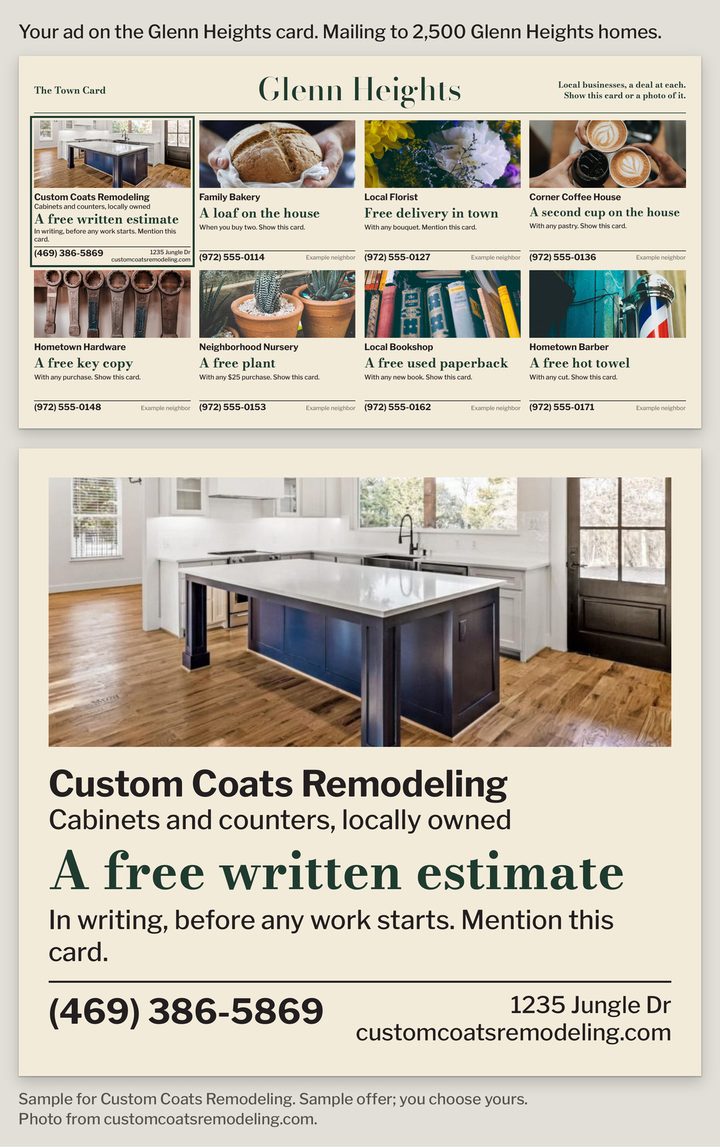 Your ad on the Glenn Heights card. Mailing to 2,500 Glenn Heights homes.
The Town Card
Glenn Heights
Local businesses, a deal at each.
Show this card or a photo of it.
Custom Coats Remodeling
Cabinets and counters, locally owned
A free written estimate
In writing, before any work starts. Mention this
card.
(469) 386-5869
1235 Jungle Dr
customcoatsremodeling.com
Family Bakery
A loaf on the house
When you buy two. Show this card.
(972) 555-0114
Example neighbor
Local Florist
Free delivery in town
With any bouquet. Mention this card.
(972) 555-0127
Example neighbor
Corner Coffee House
A second cup on the house
With any pastry. Show this card.
(972) 555-0136
Example neighbor
Hometown Hardware
A free key copy
With any purchase. Show this card.
(972) 555-0148
Example neighbor
Neighborhood Nursery
A free plant
With any $25 purchase. Show this card.
(972) 555-0153
Example neighbor
Local Bookshop
A free used paperback
With any new book. Show this card.
(972) 555-0162
Example neighbor
Hometown Barber
A free hot towel
With any cut. Show this card.
(972) 555-0171
Example neighbor
Custom Coats Remodeling
Cabinets and counters, locally owned
A free written estimate
In writing, before any work starts. Mention this
card.
(469) 386-5869
1235 Jungle Dr
customcoatsremodeling.com
Sample for Custom Coats Remodeling. Sample offer; you choose yours.
Photo from customcoatsremodeling.com.